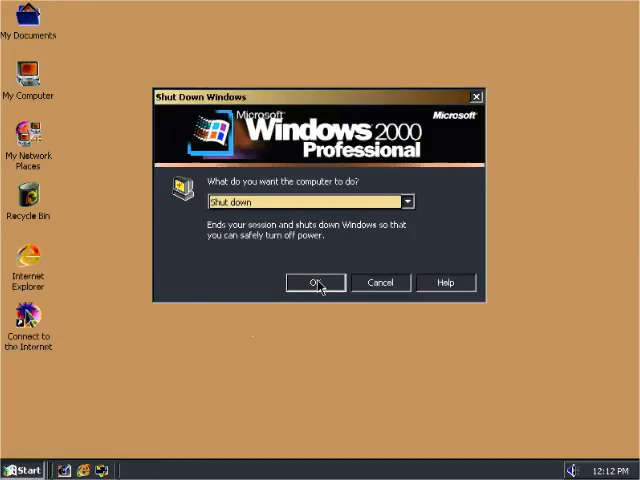 My Documents
My Computer
My Network
Places
Recycle Bin
Internet
Explorer
Connect to
the Internet
Shut Down Windows
Microsoft
Windows 2000
Professional
Microsoft
What do you want the computer to do?
Shut down
Ends your session and shuts down Windows so that
you can safely turn off power.
OK
Cancel
Help
Start
12:12 PM